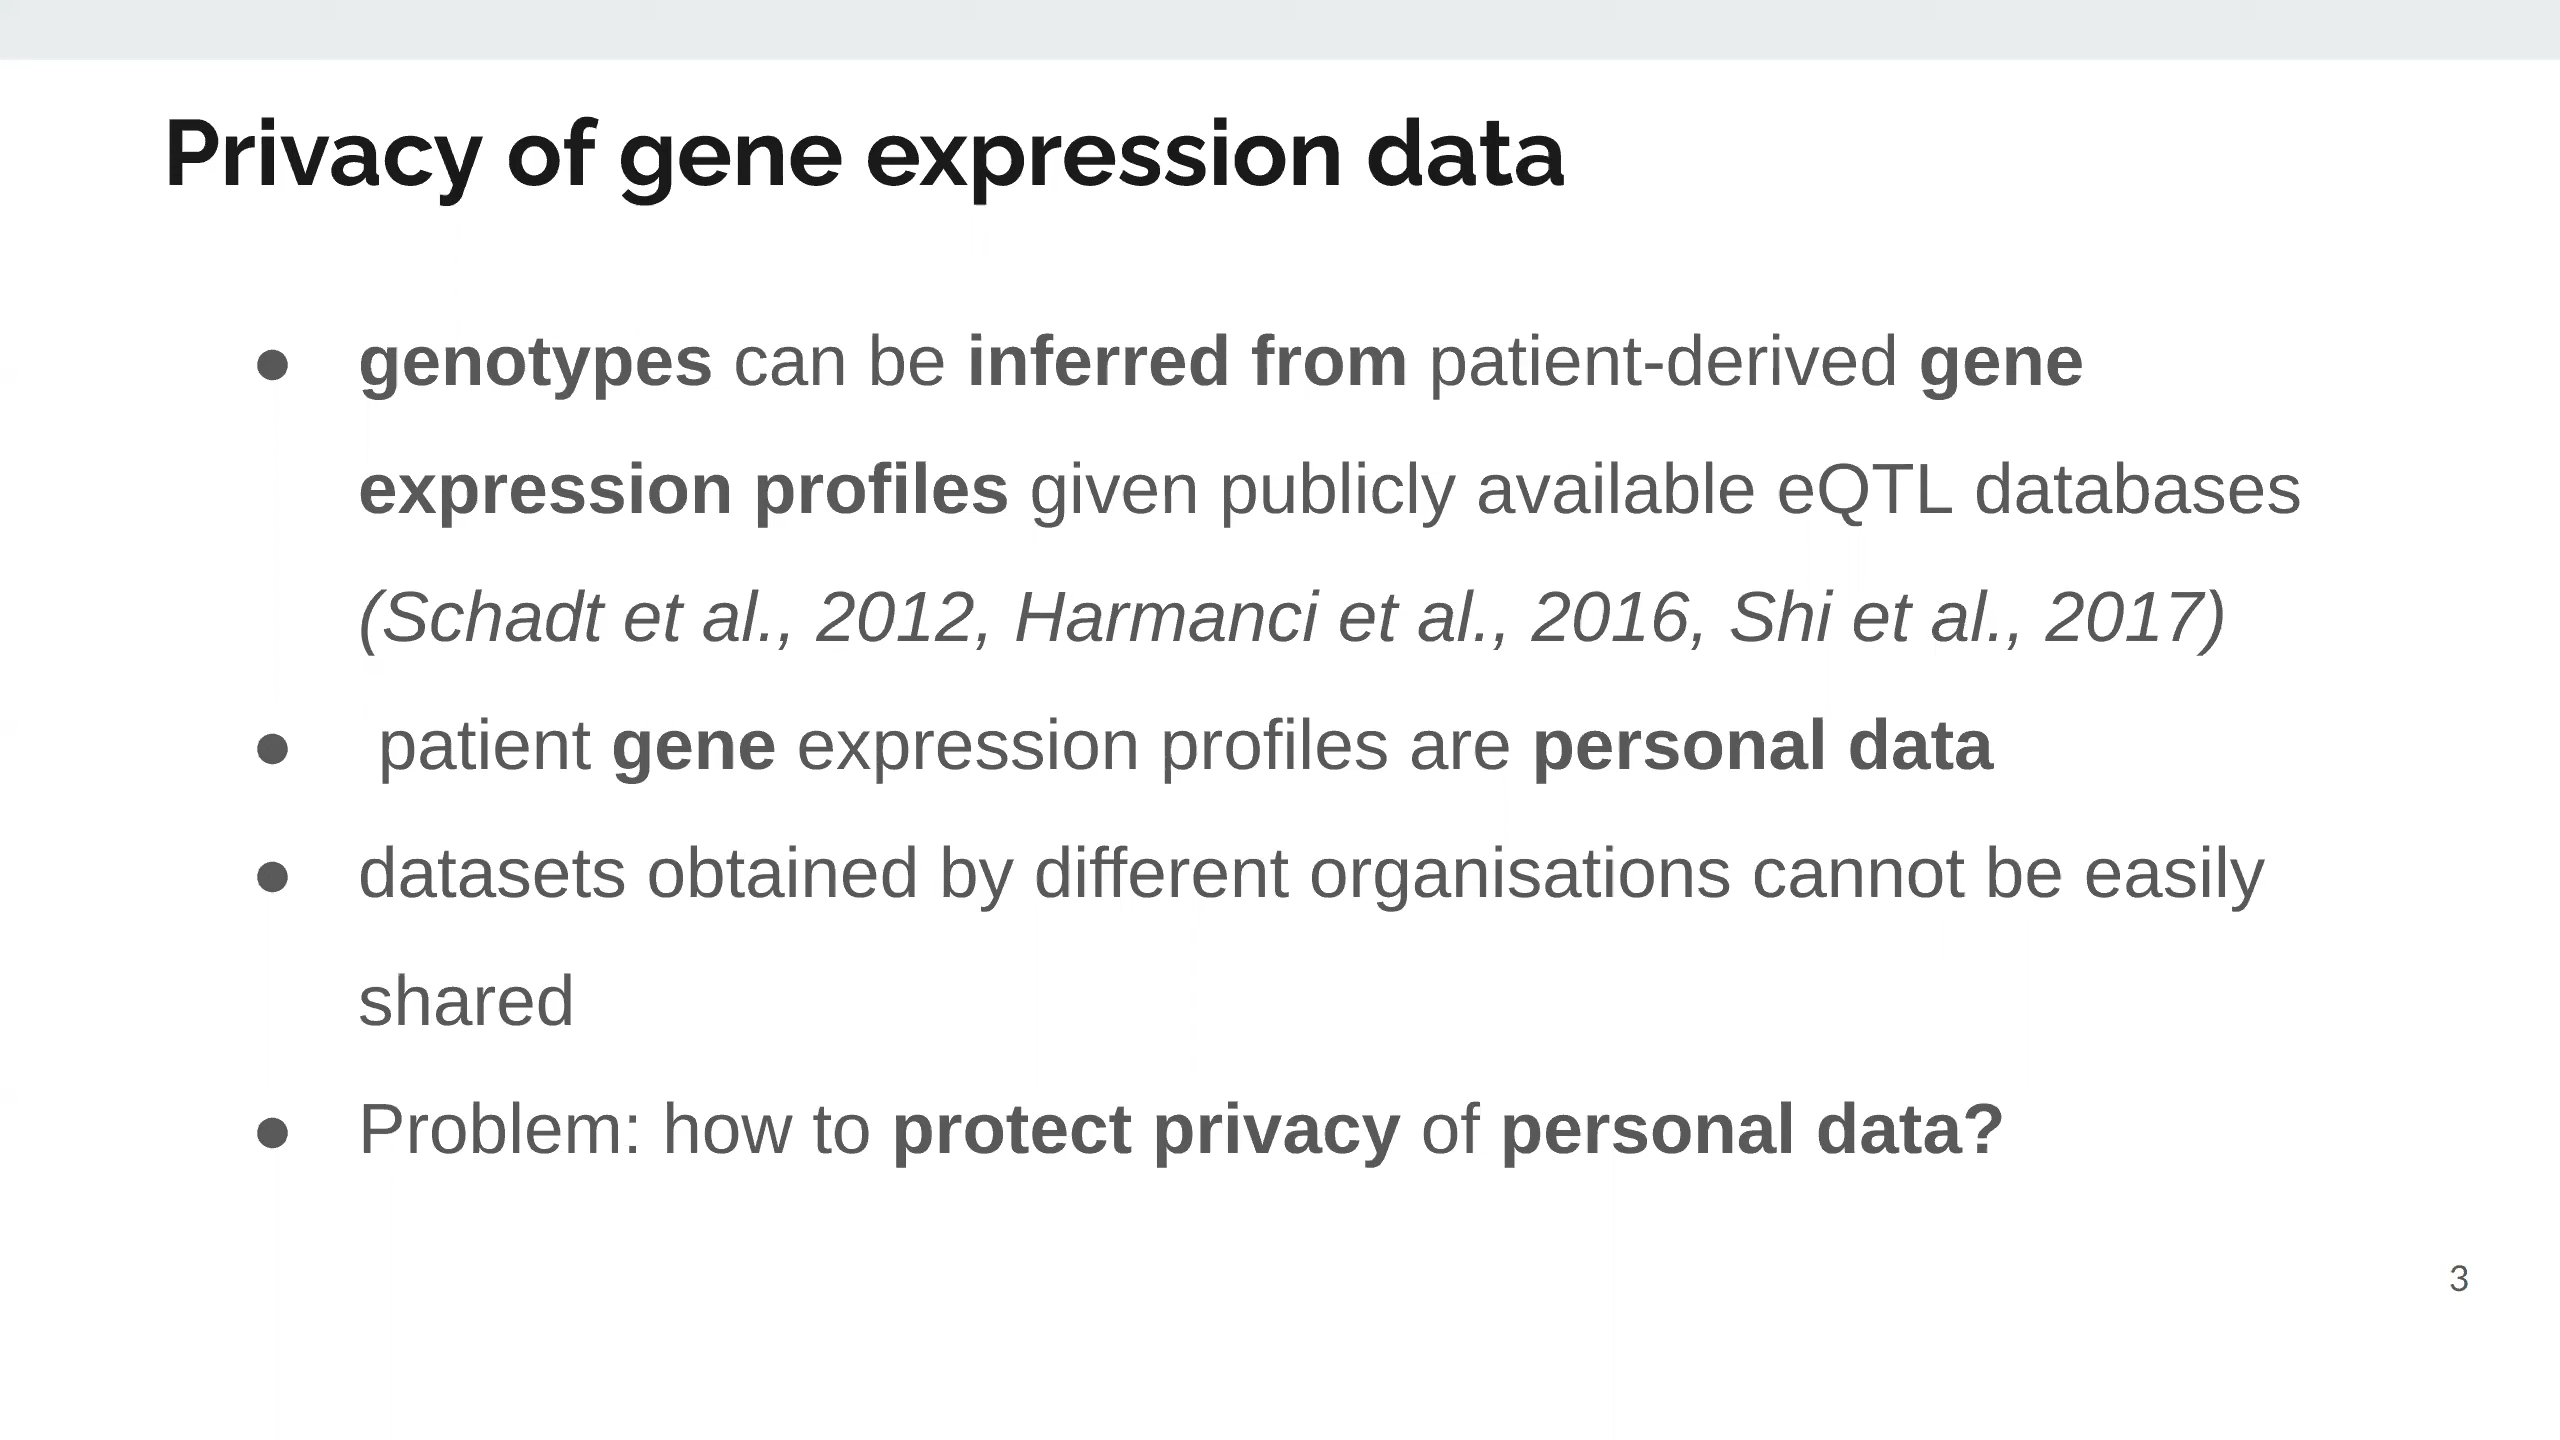 Privacy of gene expression data
● genotypes can be inferred from patient-derived gene
expression profiles given publicly available eQTL databases
(Schadt et al., 2012, Harmanci et al., 2016, Shi et al., 2017)
● patient gene expression profiles are personal data
● datasets obtained by different organisations cannot be easily
shared
● Problem: how to protect privacy of personal data?
3